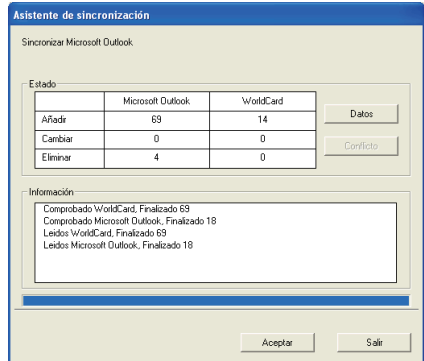 Asistente de sincronización
Sincronizar Microsoft Outlook
Estado
Microsoft Outlook WorldCard
Añadir 69 14
Cambiar 0 0
Eliminar 4 0
Datos
Conflicto
Información
Comprobado WorldCard, Finalizado 69
Comprobado Microsoft Outlook, Finalizado 18
Leidos WorldCard, Finalizado 69
Leidos Microsoft Outlook, Finalizado 18
Aceptar Salir